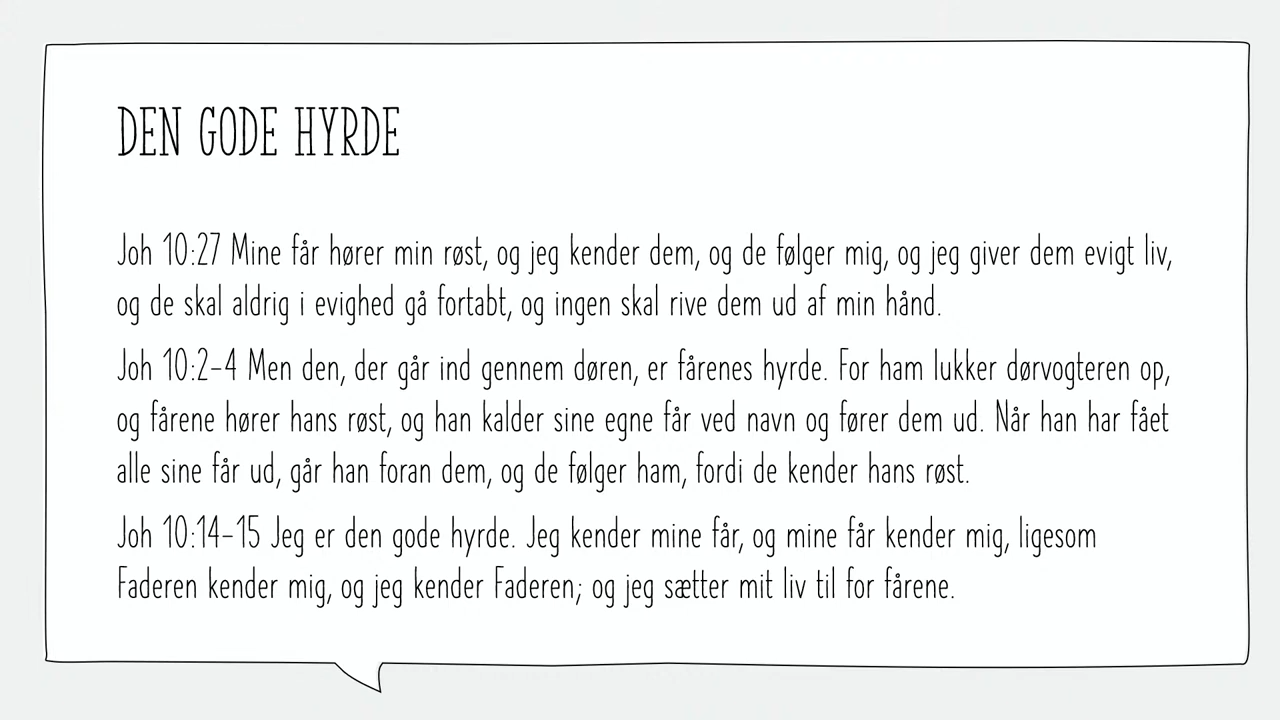 DEN GODE HYRDE
Joh 10:27 Mine får hører min røst, og jeg kender dem, og de følger mig, og jeg giver dem evigt liv,
og de skal aldrig i evighed gå fortabt, og ingen skal rive dem ud af min hånd.
Joh 10:2-4 Men den, der går ind gennem døren, er fårenes hyrde. For ham lukker dørvogteren op,
og fårene hører hans røst, og han kalder sine egne får ved navn og fører dem ud. Når han har fået
alle sine får ud, går han foran dem, og de følger ham, fordi de kender hans røst.
Joh 10:14-15 Jeg er den gode hyrde. Jeg kender mine får, og mine får kender mig, ligesom
Faderen kender mig, og jeg kender Faderen; og jeg sætter mit liv til for fårene.